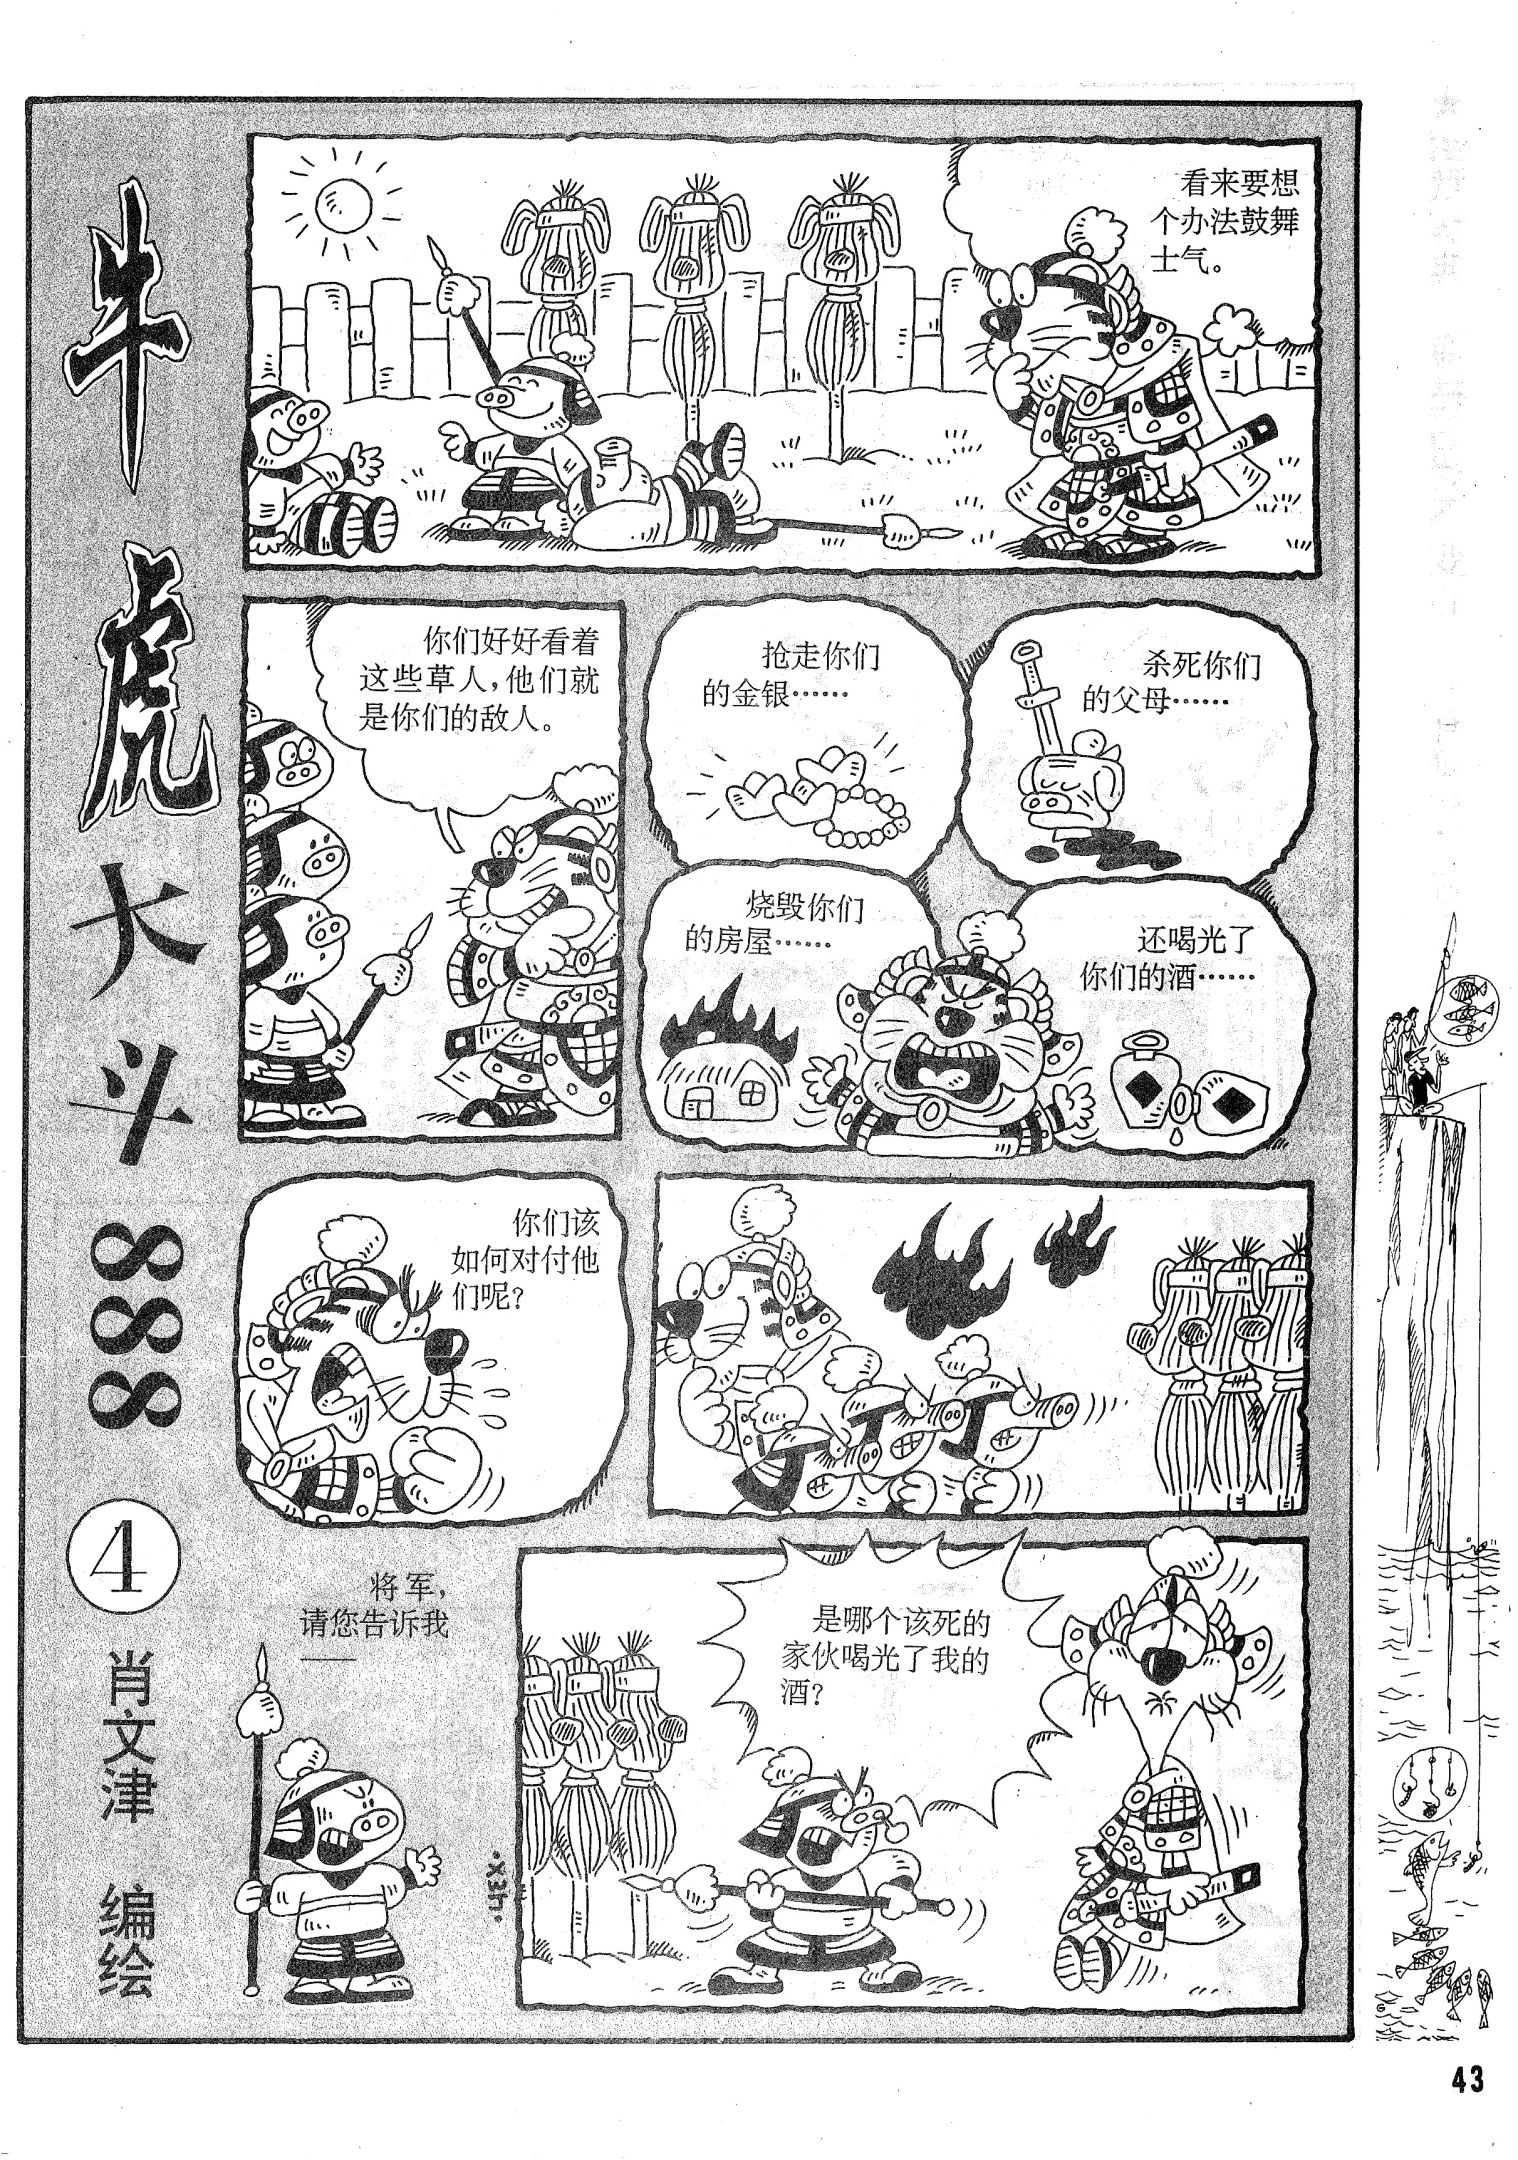 牛虎大斗888
4
肖文津 编绘
看来要想
个办法鼓舞
士气。
你们好好看着
这些草人，他们就
是你们的敌人。
抢走你们
的金银……
杀死你们
的父母……
烧毁你们
的房屋……
还喝光了
你们的酒……
你们该
如何对付他
们呢？
将军，
请您告诉我
——
是哪个该死的
家伙喝光了我的
酒？
43